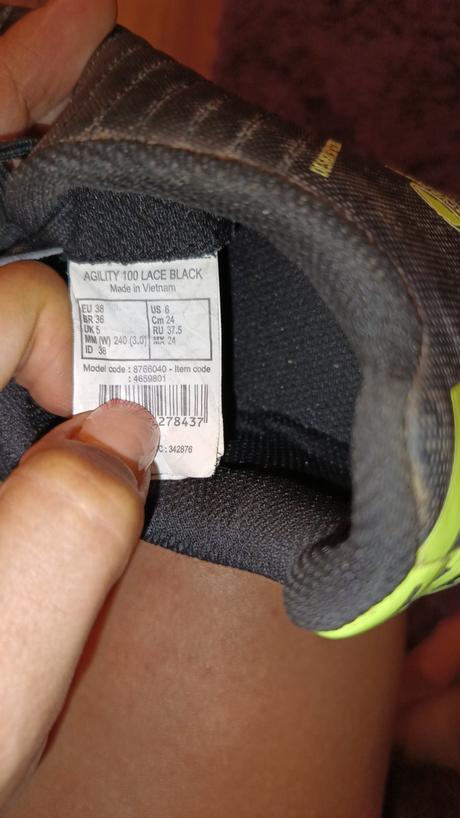 AGILITY 100 LACE BLACK
Made in Vietnam
EU 38 US 6
BR 36 Cm 24
UK 5 RU 37.5
MM (W) 240 (3.0) MX 24
ID 38
Model code : 8766040 - Item code
: 4659801
278437
C : 342876